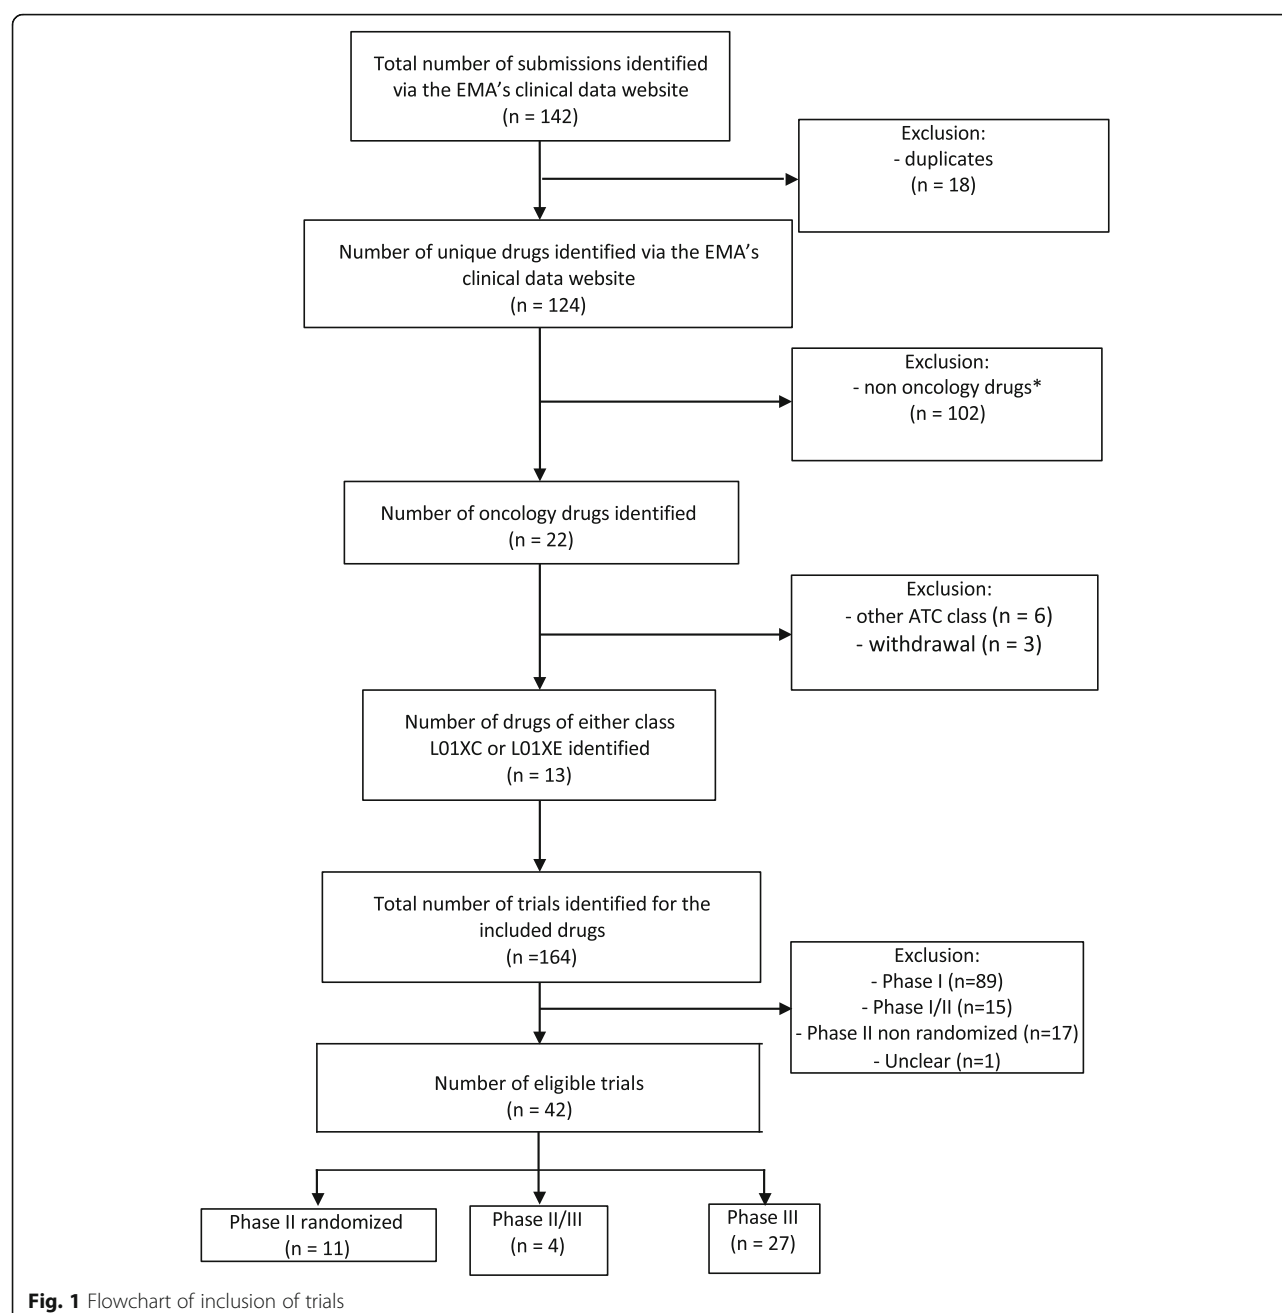 Total number of submissions identified
via the EMA's clinical data website
(n = 142)
Exclusion:
- duplicates
(n = 18)
Number of unique drugs identified via the EMA's
clinical data website
(n = 124)
Exclusion:
- non oncology drugs*
(n = 102)
Number of oncology drugs identified
(n = 22)
Exclusion:
- other ATC class (n = 6)
- withdrawal (n = 3)
Number of drugs of either class
L01XC or L01XE identified
(n = 13)
Total number of trials identified for the
included drugs
(n =164)
Exclusion:
- Phase I (n=89)
- Phase I/II (n=15)
- Phase II non randomized (n=17)
- Unclear (n=1)
Number of eligible trials
(n = 42)
Phase II randomized
(n = 11)
Phase II/III
(n = 4)
Phase III
(n = 27)
Fig. 1 Flowchart of inclusion of trials